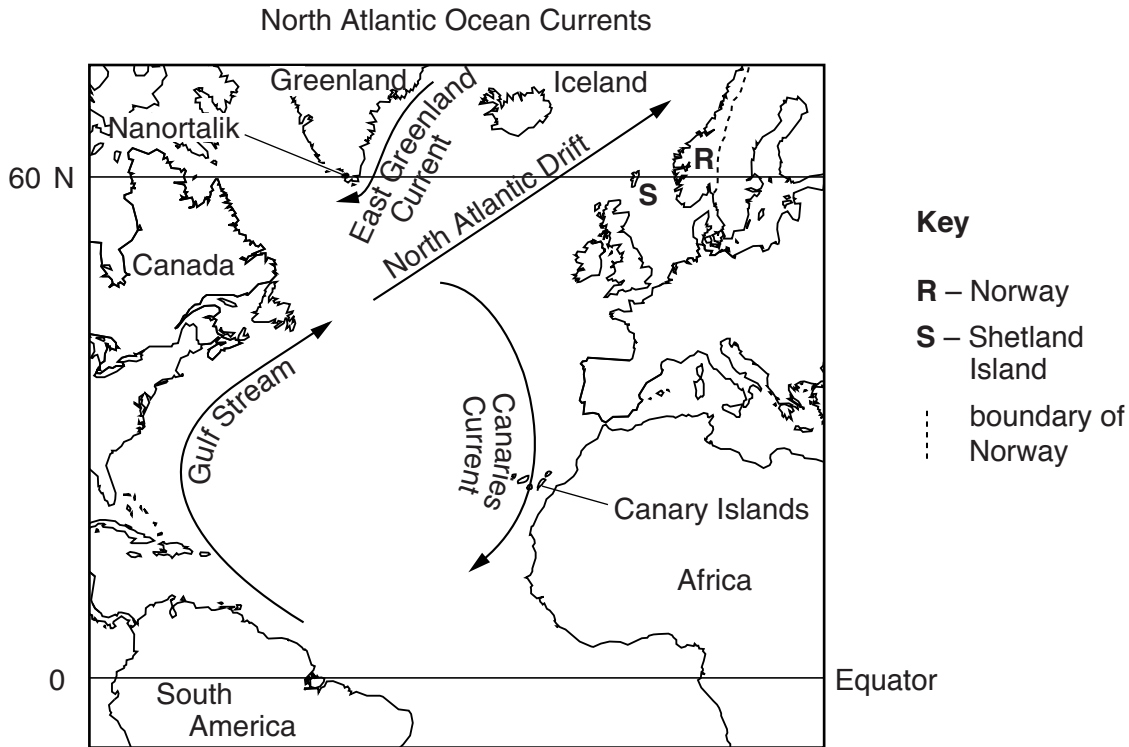 North Atlantic Ocean Currents
Greenland
Iceland
Nanortalik
East Greenland
Current
60 N
R
S
North Atlantic Drift
Canada
Gulf Stream
Canaries
Current
Canary Islands
Africa
0
Equator
South
America
Key
R – Norway
S – Shetland
Island
boundary of
Norway